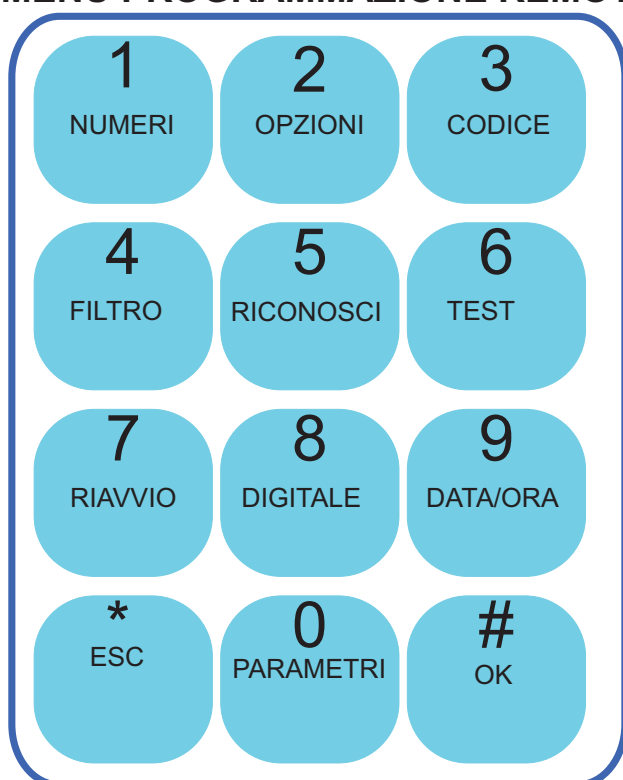 PROGRAMMAZIONE
1 2 3
NUMERI OPZIONI CODICE
4 5 6
FILTRO RICONOSCI TEST
7 8 9
RIAVVIO DIGITALE DATA/ORA
* 0 #
ESC PARAMETRI OK